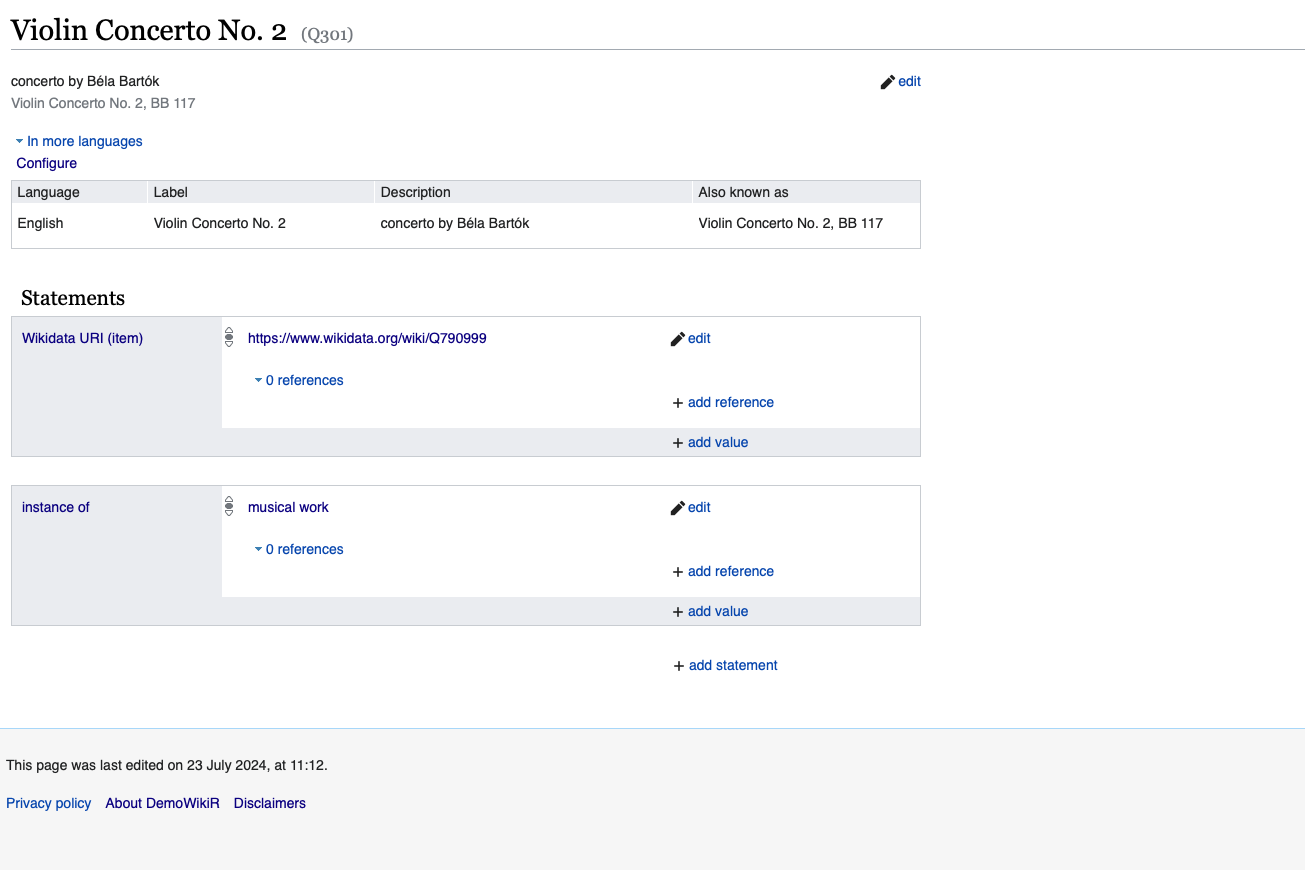 Violin Concerto No. 2 (Q301)
concerto by Béla Bartók edit
Violin Concerto No. 2, BB 117
In more languages
Configure
Language Label Description Also known as
English Violin Concerto No. 2 concerto by Béla Bartók Violin Concerto No. 2, BB 117
Statements
Wikidata URI (item) https://www.wikidata.org/wiki/Q790999 edit
0 references
+ add reference
+ add value
instance of musical work edit
0 references
+ add reference
+ add value
+ add statement
This page was last edited on 23 July 2024, at 11:12.
Privacy policy About DemoWikiR Disclaimers